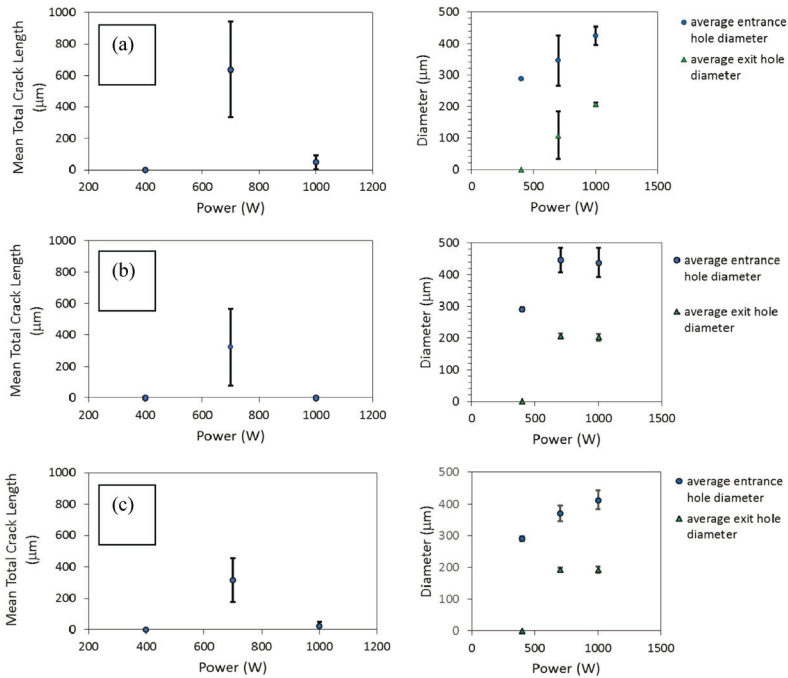 Mean Total Crack Length
(µm)
1000
800
600
400
200
0
(a)
200 400 600 800 1000 1200
Power (W)
Diameter (µm)
500
400
300
200
100
0
0 500 1000 1500
Power (W)
average entrance
hole diameter
average exit hole
diameter
Mean Total Crack Length
(µm)
1000
800
600
400
200
0
(b)
200 400 600 800 1000 1200
Power (W)
Diameter (µm)
500
400
300
200
100
0
0 500 1000 1500
Power (W)
average entrance
hole diameter
average exit hole
diameter
Mean Total Crack Length
(µm)
1000
800
600
400
200
0
(c)
200 400 600 800 1000 1200
Power (W)
Diameter (µm)
500
400
300
200
100
0
0 500 1000 1500
Power (W)
average entrance
hole diameter
average exit hole
diameter